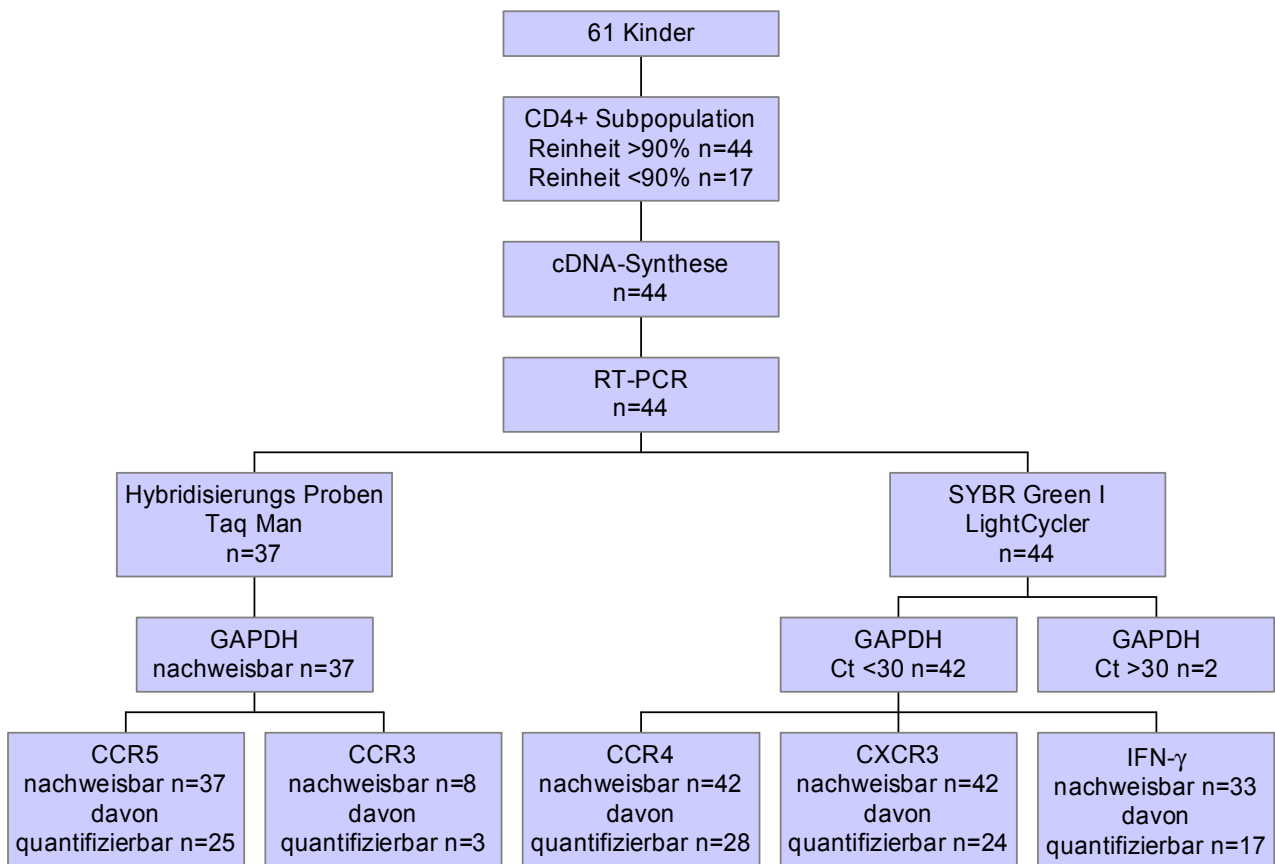 61 Kinder
CD4+ Subpopulation
Reinheit >90% n=44
Reinheit <90% n=17
cDNA-Synthese
n=44
RT-PCR
n=44
Hybridisierungs Proben
Taq Man
n=37
SYBR Green I
LightCycler
n=44
GAPDH
nachweisbar n=37
GAPDH
Ct <30 n=42
GAPDH
Ct >30 n=2
CCR5
nachweisbar n=37
davon
quantifizierbar n=25
CCR3
nachweisbar n=8
davon
quantifizierbar n=3
CCR4
nachweisbar n=42
davon
quantifizierbar n=28
CXCR3
nachweisbar n=42
davon
quantifizierbar n=24
IFN-γ
nachweisbar n=33
davon
quantifizierbar n=17